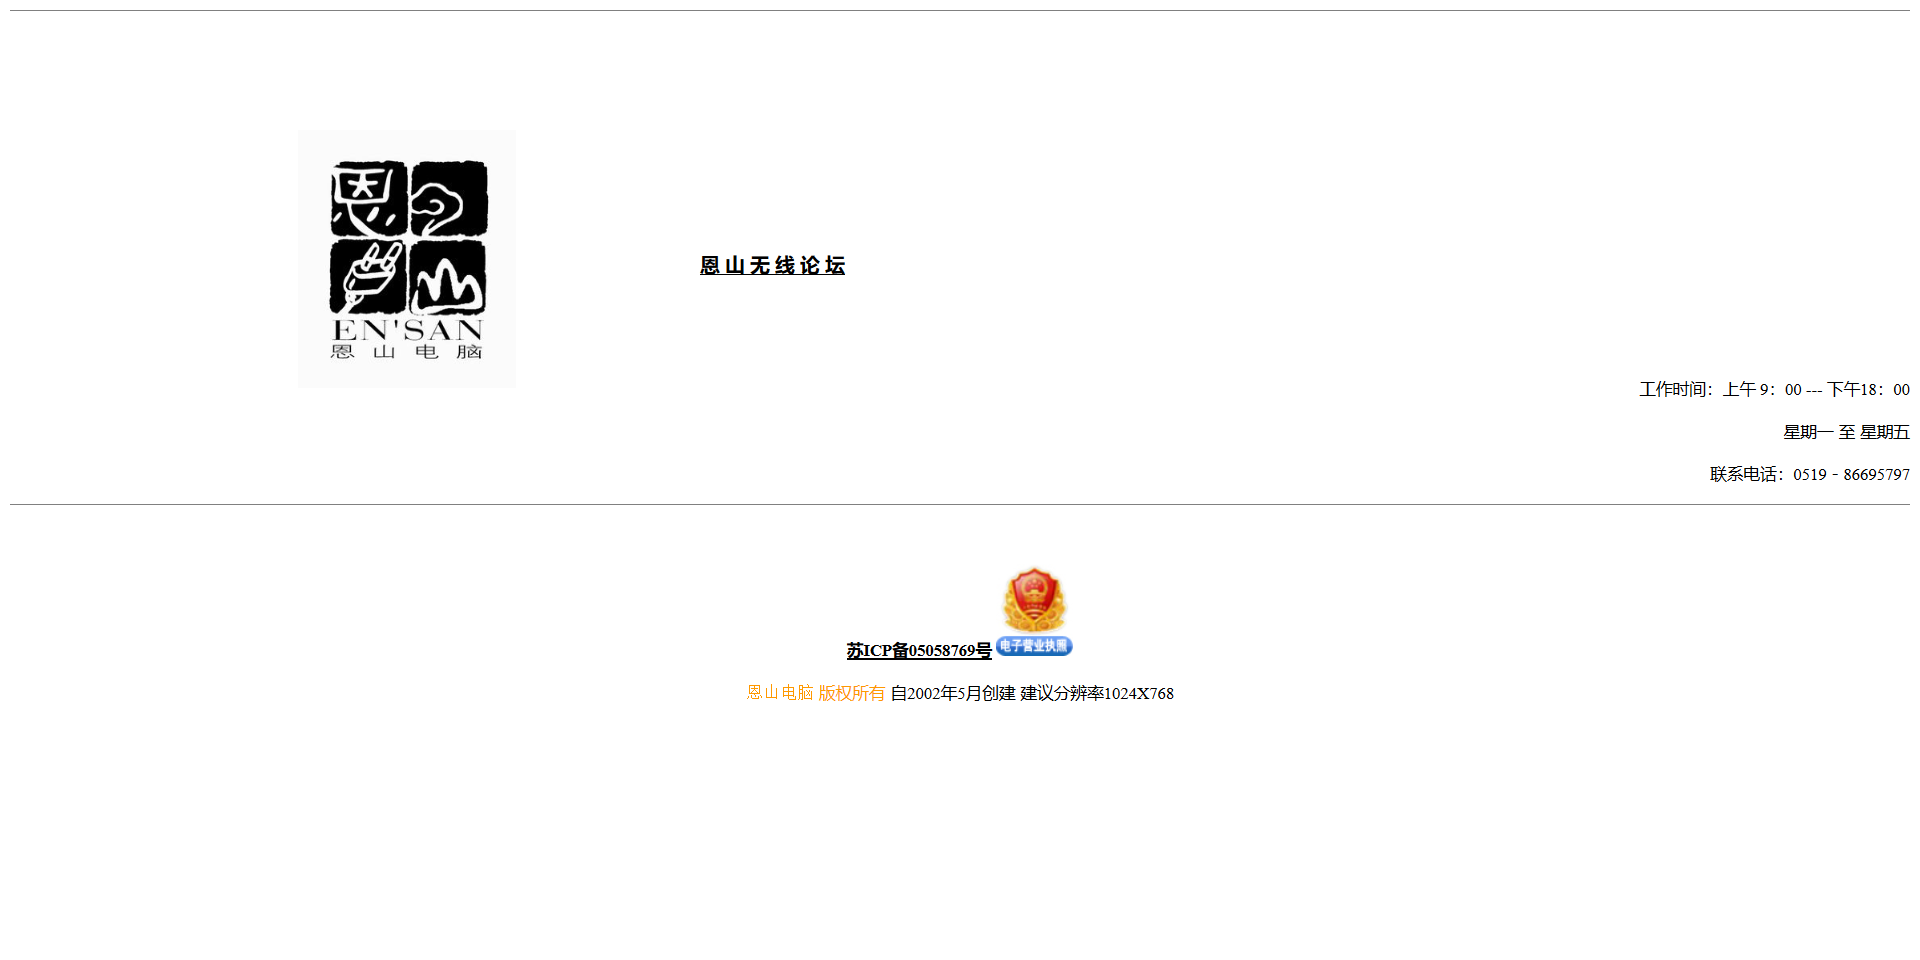 恩 山
EN'SAN
恩 山 电 脑
恩 山 无 线 论 坛
工作时间：上午 9：00 --- 下午18：00
星期一 至 星期五
联系电话：0519－86695797
苏ICP备05058769号 电子营业执照
恩山电脑 版权所有 自2002年5月创建 建议分辨率1024X768